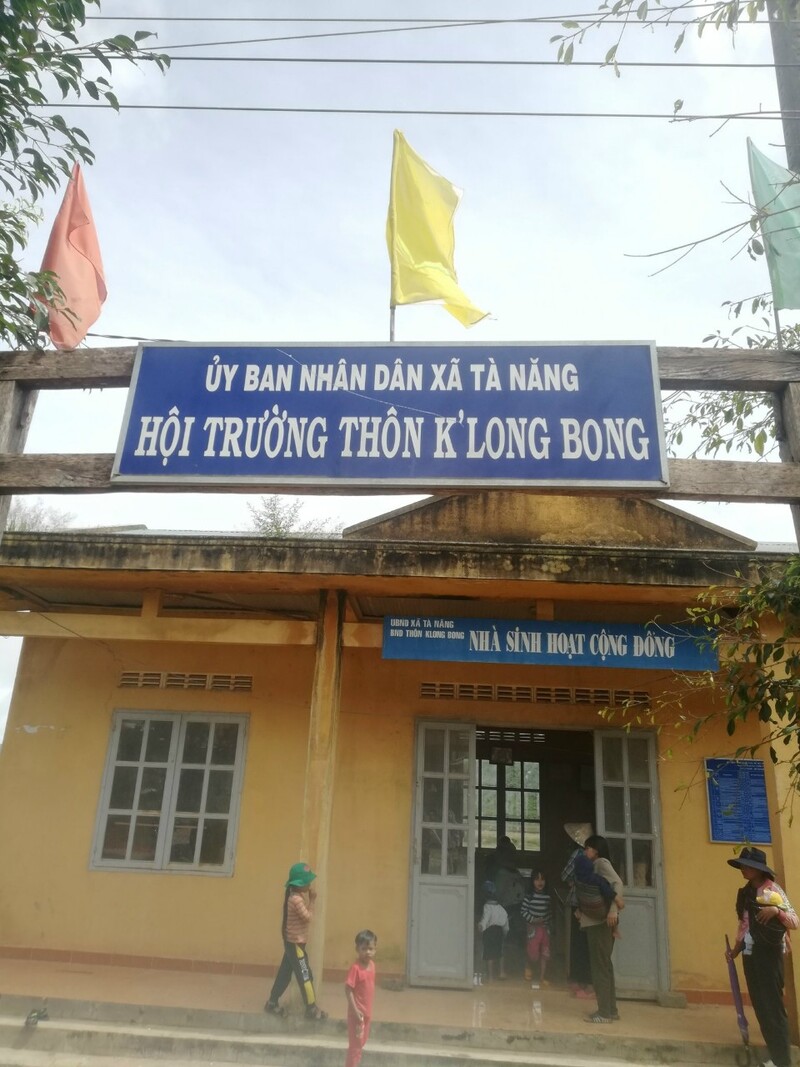 ỦY BAN NHÂN DÂN XÃ TÀ NĂNG
HỘI TRƯỜNG THÔN K'LONG BONG
UBND XÃ TÀ NĂNG
BND THÔN KLONG BONG
NHÀ SINH HOẠT CỘNG ĐỒNG